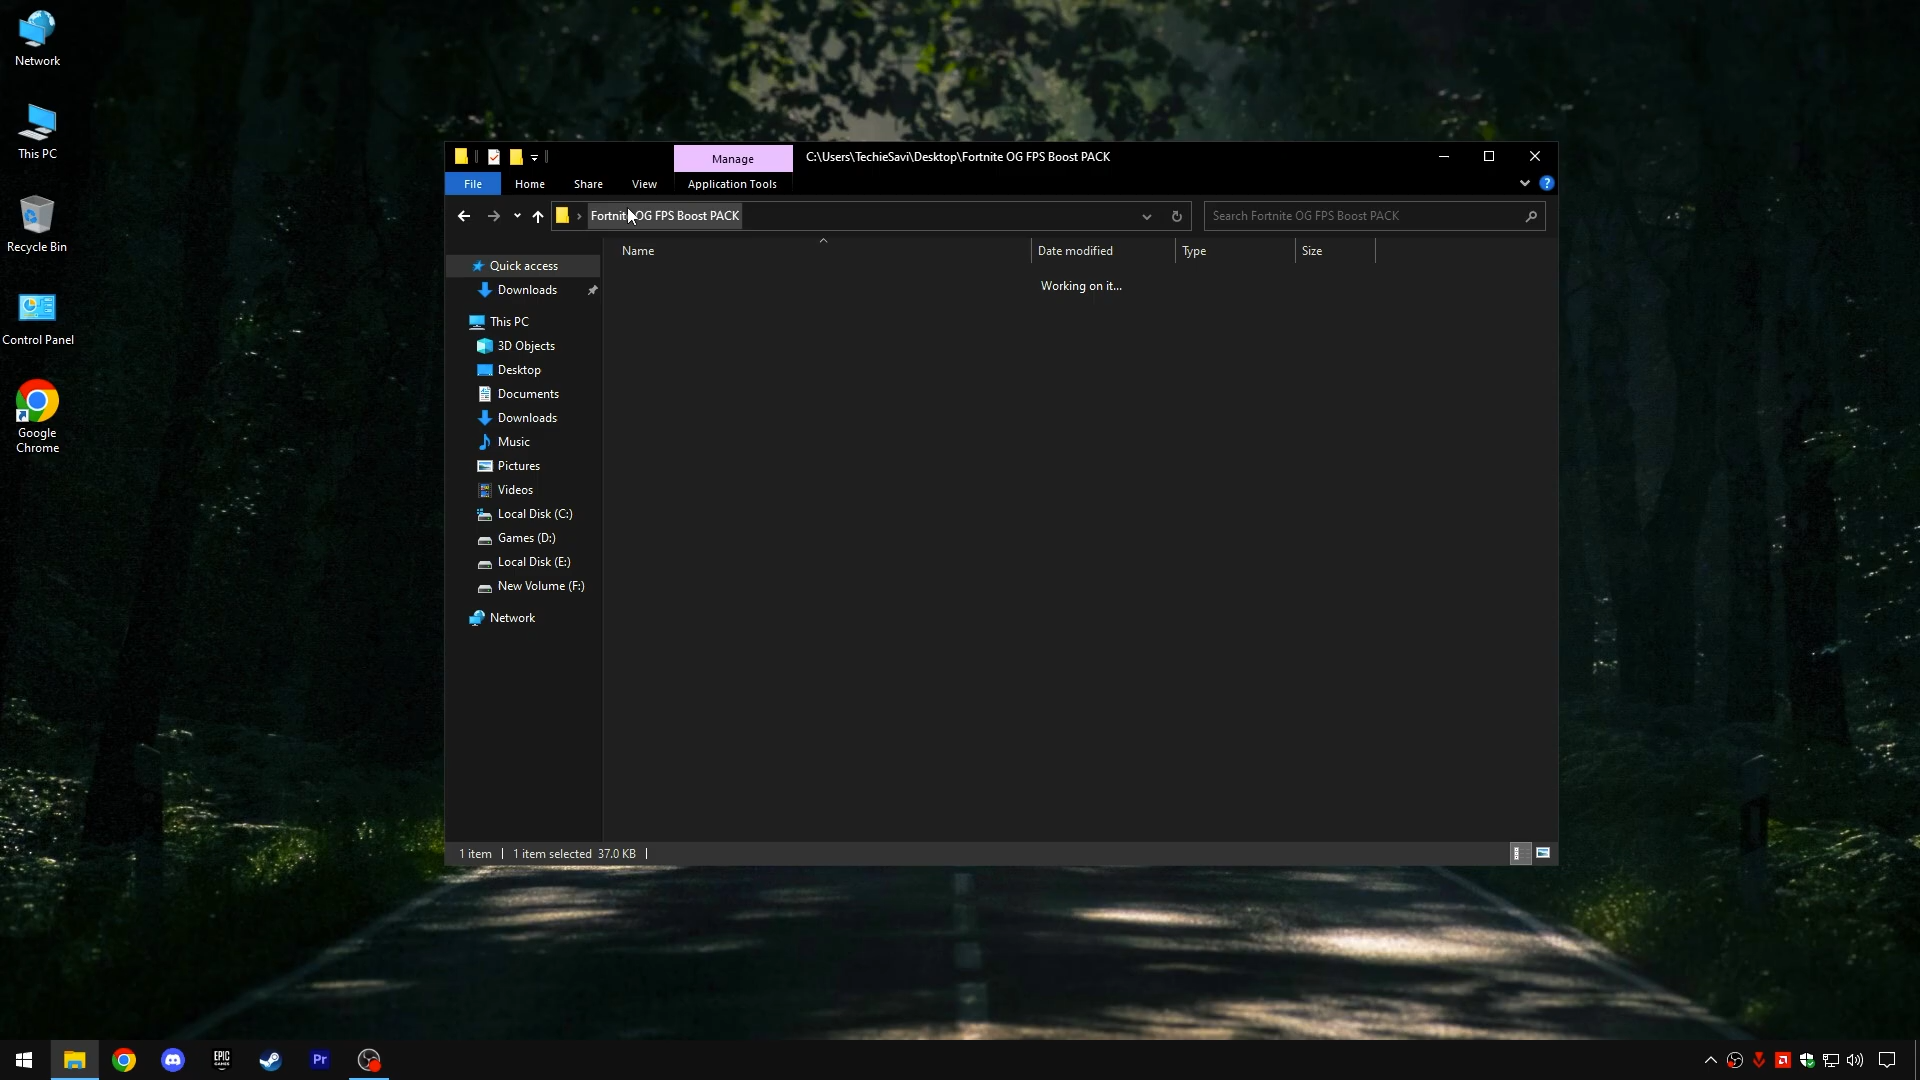 Network
This PC
Recycle Bin
Control Panel
Google
Chrome
Manage
C:\Users\TechieSavi\Desktop\Fortnite OG FPS Boost PACK
File Home Share View Application Tools
Fortnite OG FPS Boost PACK
Search Fortnite OG FPS Boost PACK
Name Date modified Type Size
Working on it...
Quick access
Downloads
This PC
3D Objects
Desktop
Documents
Downloads
Music
Pictures
Videos
Local Disk (C:)
Games (D:)
Local Disk (E:)
New Volume (F:)
Network
1 item 1 item selected 37.0 KB
EPIC
GAMES
Pr